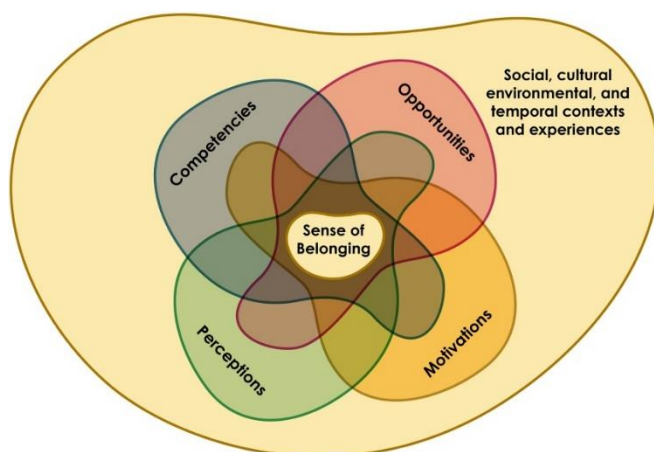 Social, cultural
environmental, and
temporal contexts
and experiences
Opportunities
Competencies
Sense of
Belonging
Perceptions
Motivations